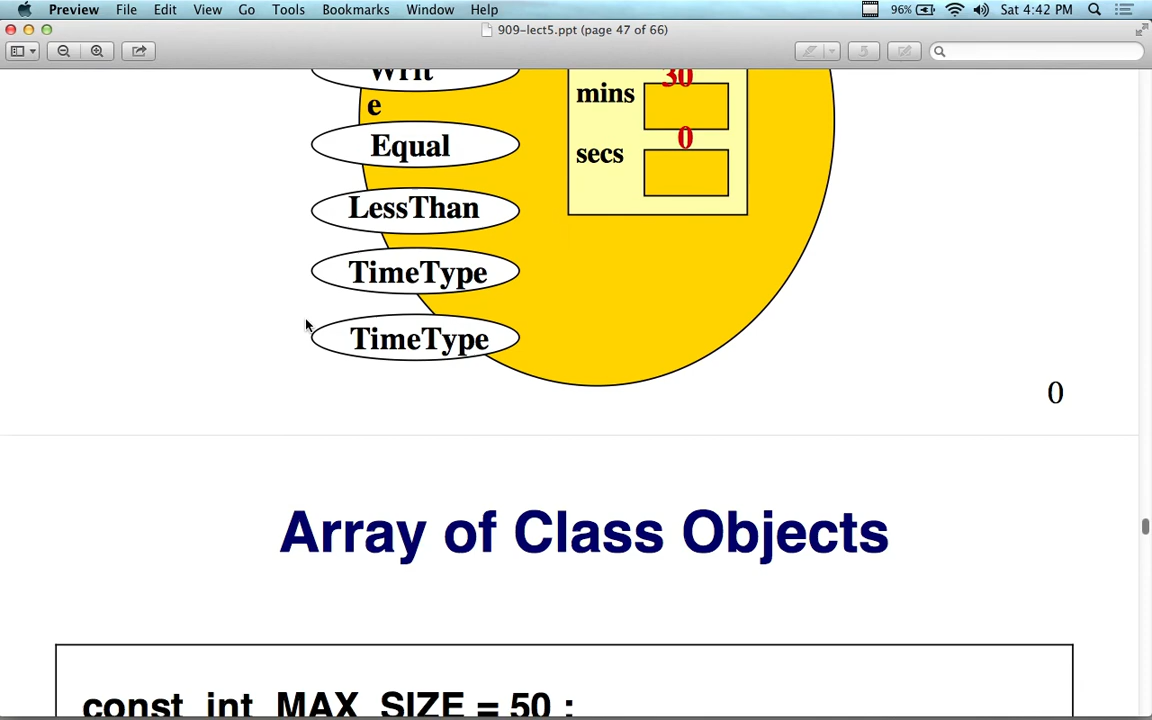 Preview File Edit View Go Tools Bookmarks Window Help 96% Sat 4:42 PM
909-lect5.ppt (page 47 of 66)
Writ
e
30
mins
0
secs
Equal
LessThan
TimeType
TimeType
0
Array of Class Objects
const int MAX_SIZE = 50 ;